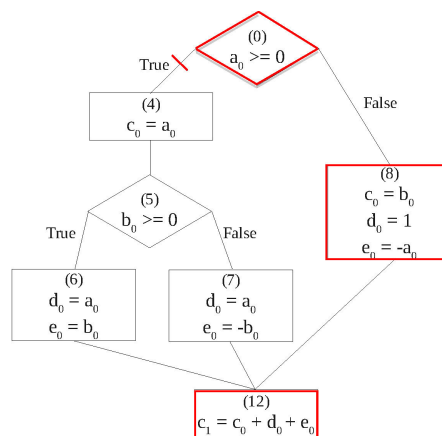 (0)
a₀ >= 0
True
(4)
c₀ = a₀
False
(8)
c₀ = b₀
d₀ = 1
e₀ = -a₀
(5)
b₀ >= 0
True
False
(6)
d₀ = a₀
e₀ = b₀
(7)
d₀ = a₀
e₀ = -b₀
(12)
c₁ = c₀ + d₀ + e₀